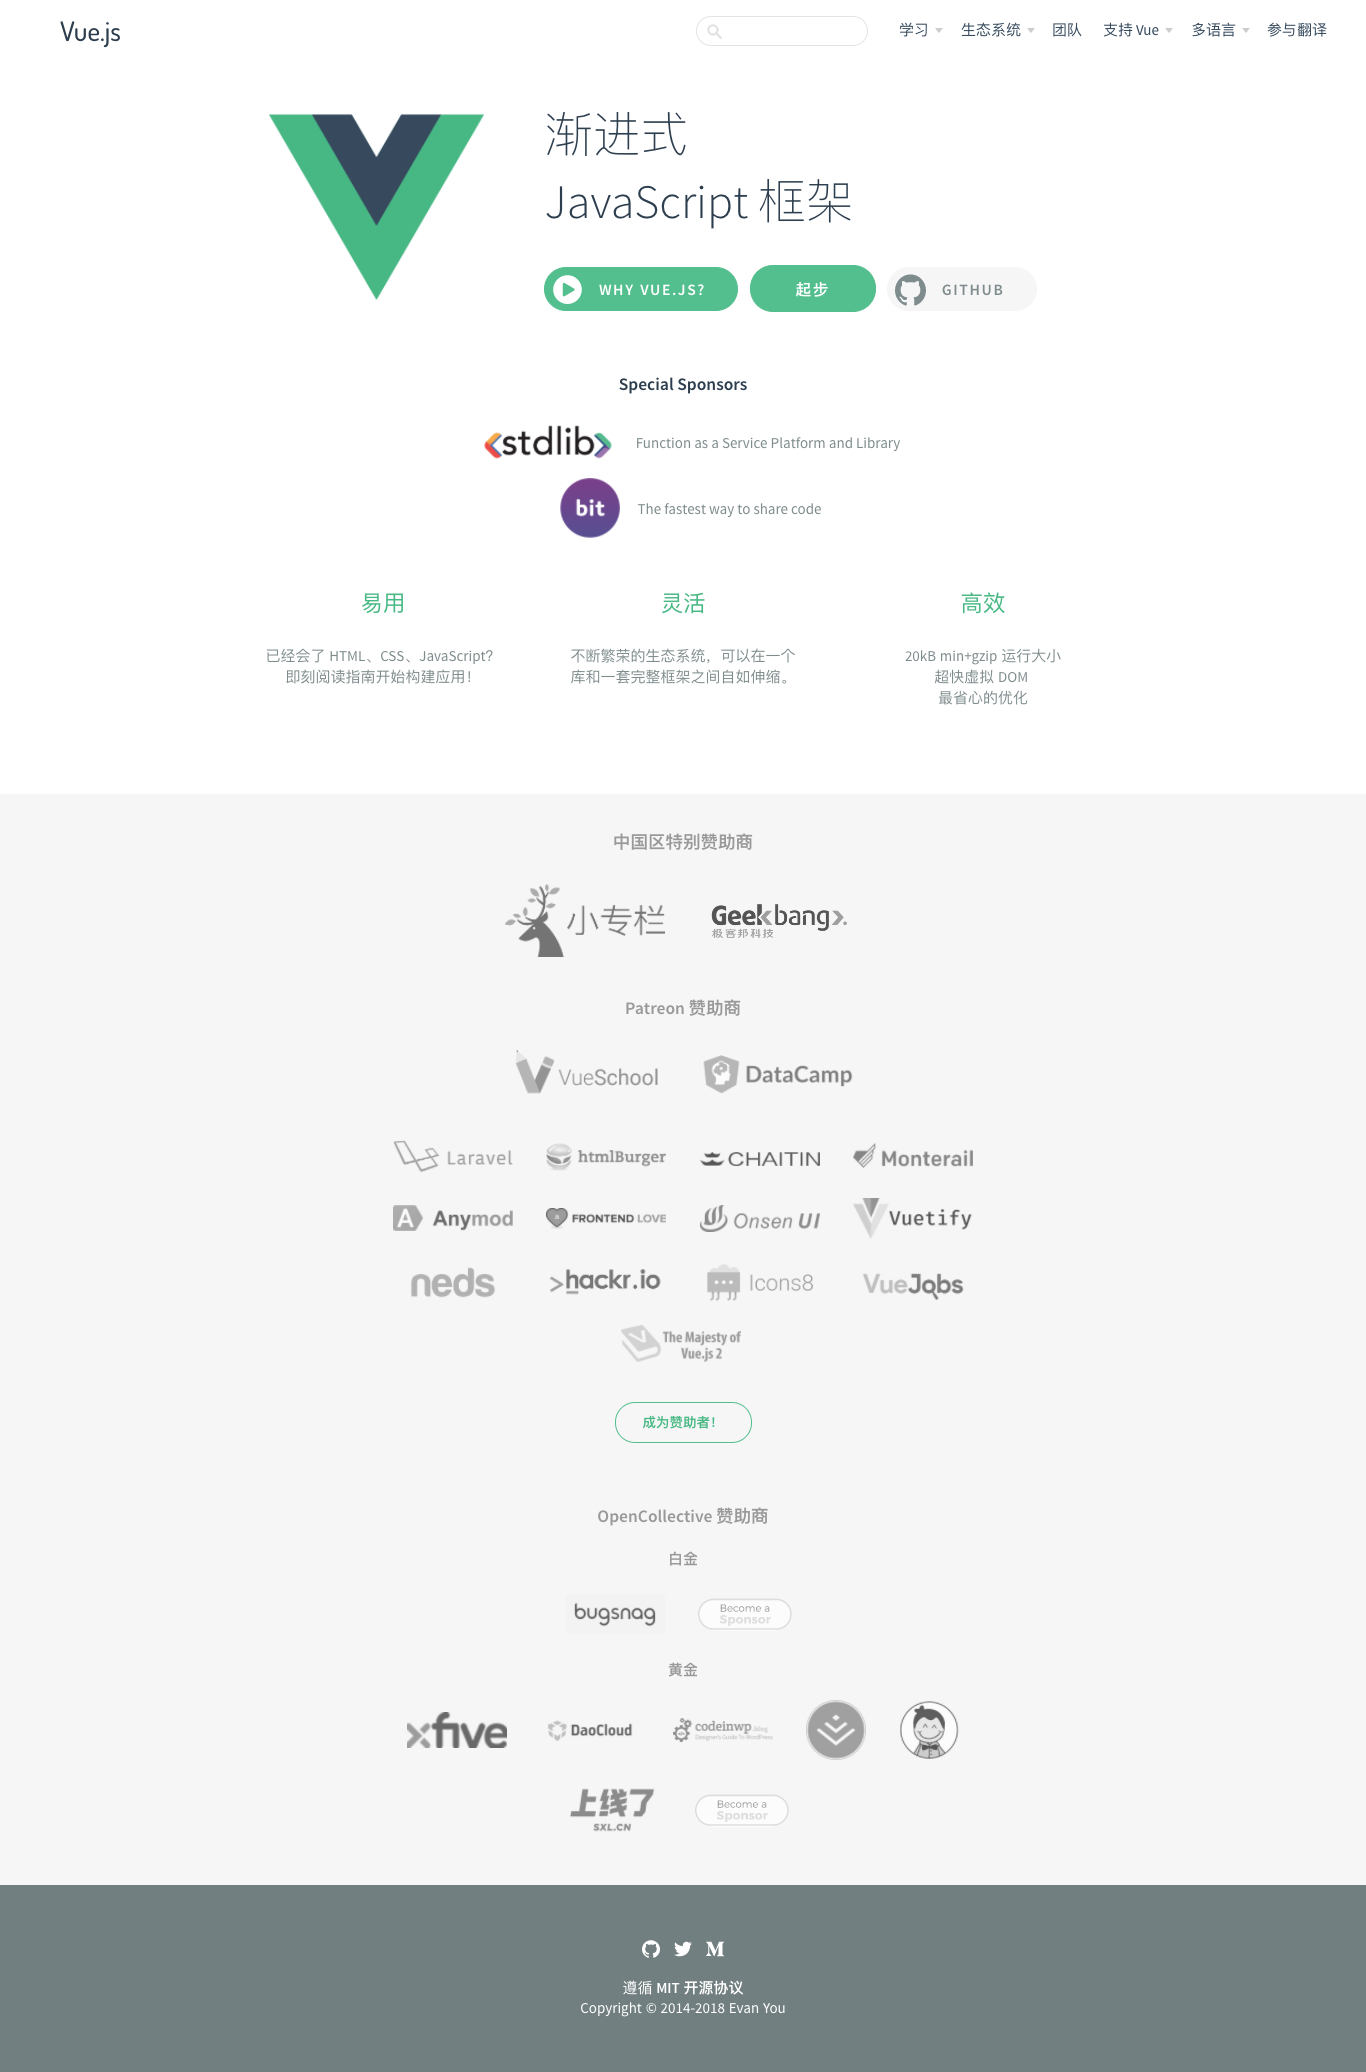 Vue.js
学习
生态系统
团队
支持 Vue
多语言
参与翻译
渐进式
JavaScript 框架
WHY VUE.JS?
起步
GITHUB
Special Sponsors
<stdlib>
Function as a Service Platform and Library
bit
The fastest way to share code
易用
已经会了 HTML、CSS、JavaScript?
即刻阅读指南开始构建应用！
灵活
不断繁荣的生态系统，可以在一个
库和一套完整框架之间自如伸缩。
高效
20kB min+gzip 运行大小
超快虚拟 DOM
最省心的优化
中国区特别赞助商
小专栏
Geekbang>.
极客邦科技
Patreon 赞助商
VueSchool
DataCamp
Laravel
htmlBurger
CHAITIN
Monterail
A Anymod
FRONTEND LOVE
Onsen UI
Vuetify
neds
>hackr.io
Icons8
VueJobs
The Majesty of
Vue.js 2
成为赞助者！
OpenCollective 赞助商
白金
bugsnag
Become a
Sponsor
黄金
xfive
DaoCloud
codeinwp/blog
Designer's Guide To WordPress
上线了
SXL.CN
Become a
Sponsor
遵循 MIT 开源协议
Copyright © 2014-2018 Evan You